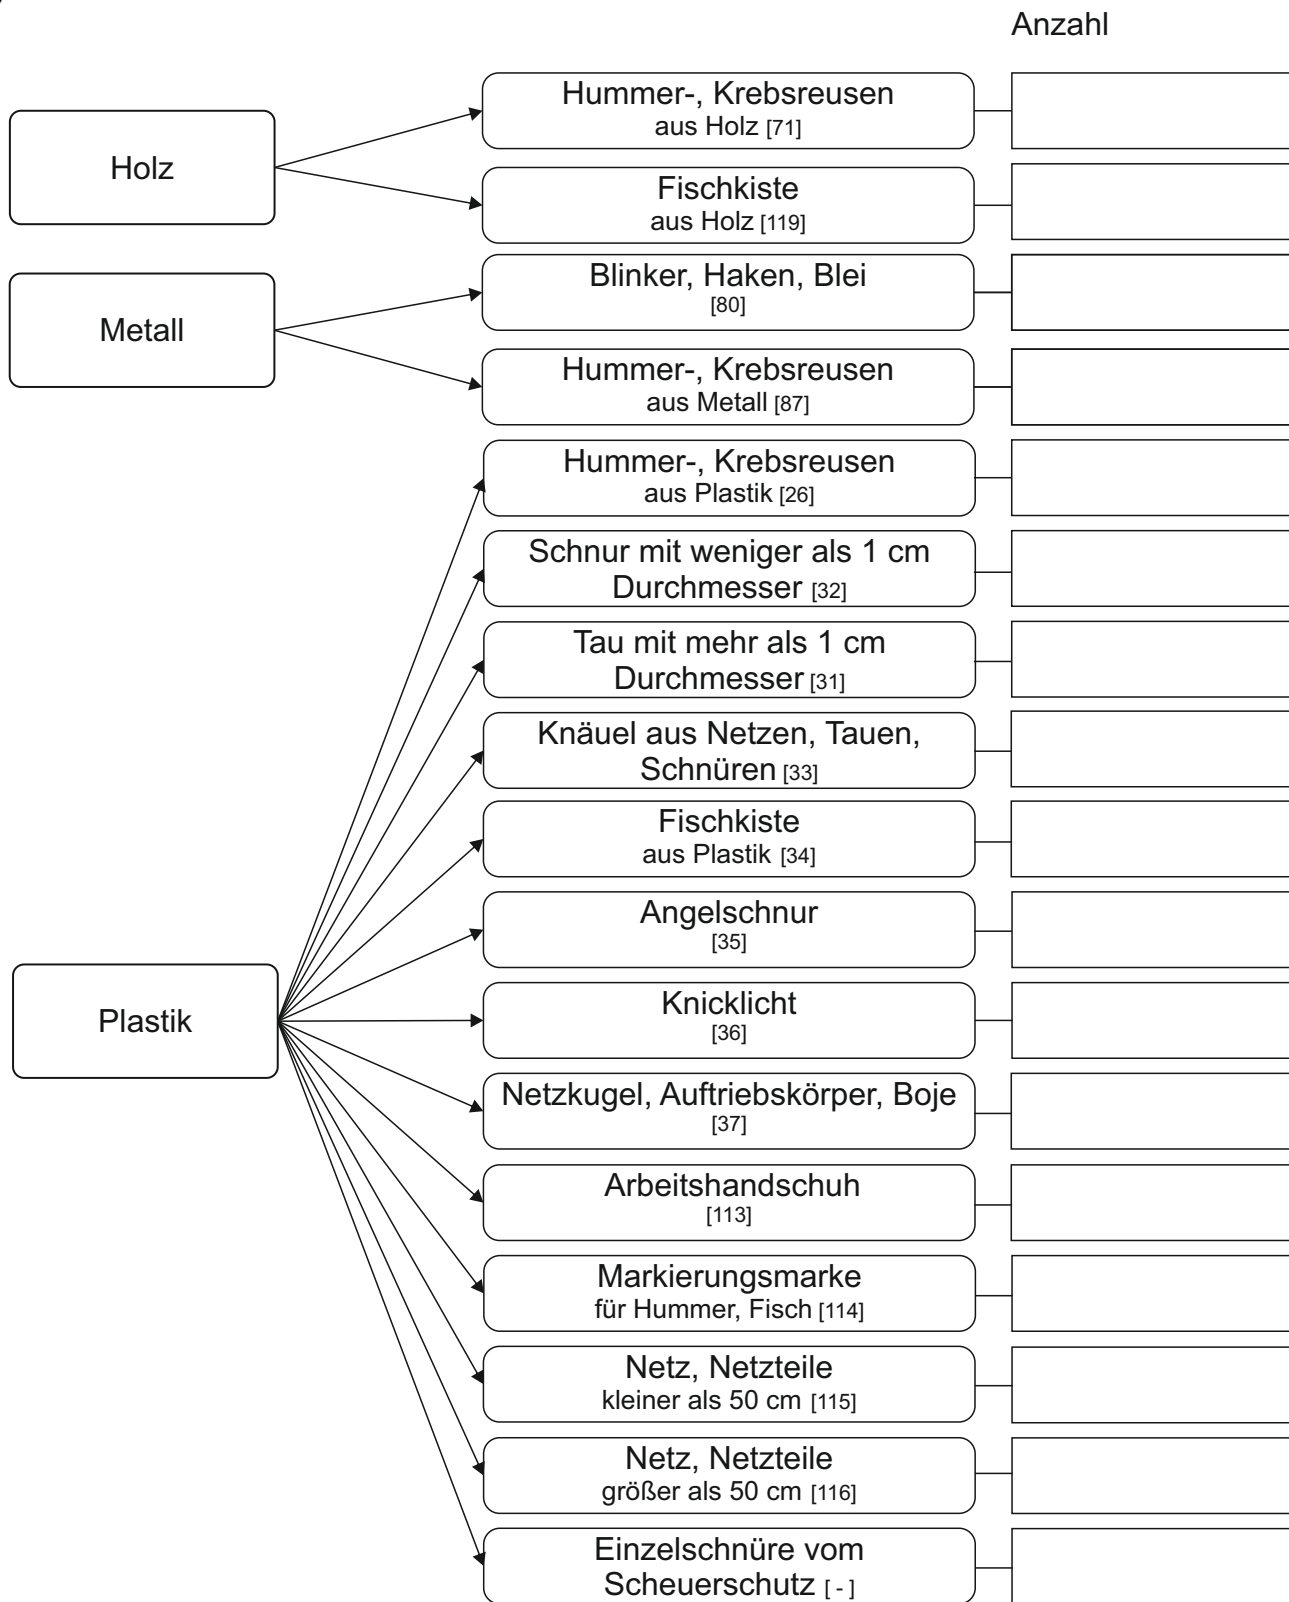 Anzahl
Holz
Hummer-, Krebsreusen
aus Holz [71]
Fischkiste
aus Holz [119]
Metall
Blinker, Haken, Blei
[80]
Hummer-, Krebsreusen
aus Metall [87]
Plastik
Hummer-, Krebsreusen
aus Plastik [26]
Schnur mit weniger als 1 cm
Durchmesser [32]
Tau mit mehr als 1 cm
Durchmesser [31]
Knäuel aus Netzen, Tauen,
Schnüren [33]
Fischkiste
aus Plastik [34]
Angelschnur
[35]
Knicklicht
[36]
Netzkugel, Auftriebskörper, Boje
[37]
Arbeitshandschuh
[113]
Markierungsmarke
für Hummer, Fisch [114]
Netz, Netzteile
kleiner als 50 cm [115]
Netz, Netzteile
größer als 50 cm [116]
Einzelschnüre vom
Scheuerschutz [ - ]